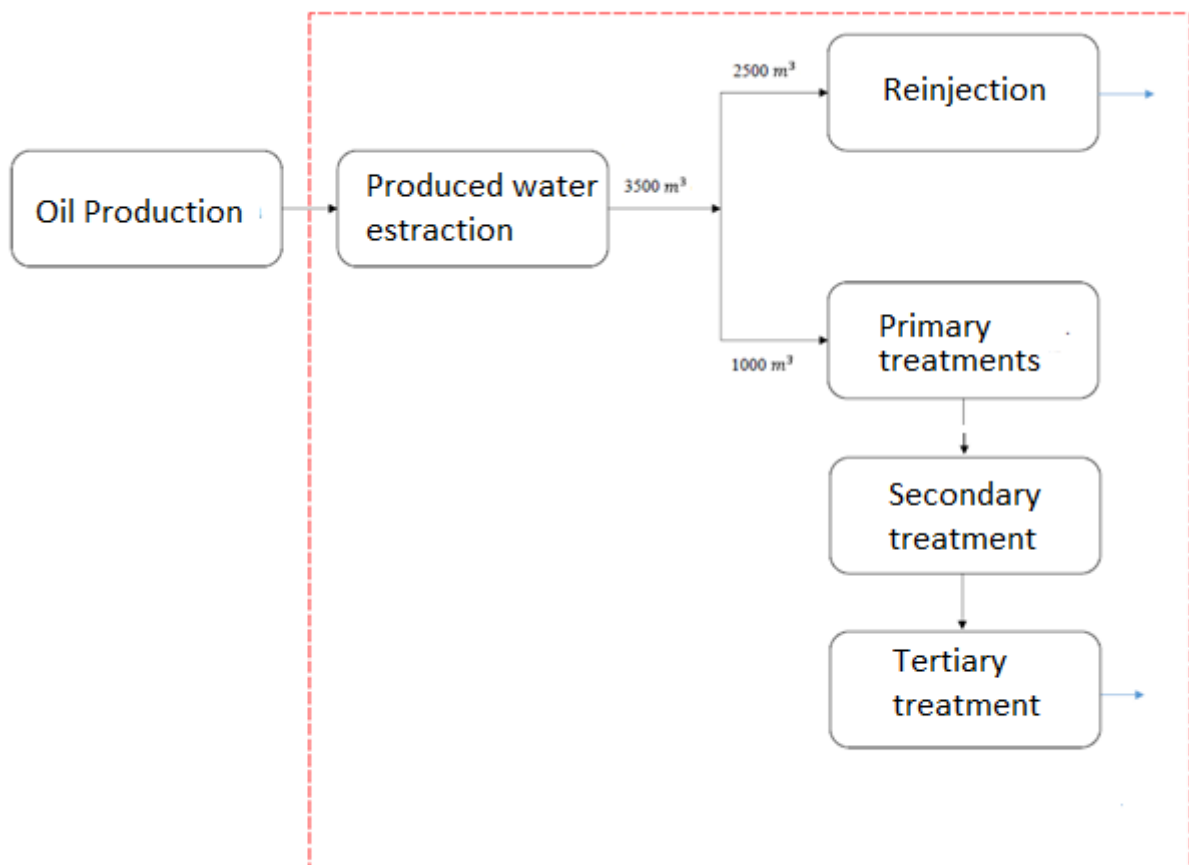 2500 m³
Reinjection
Oil Production
Produced water
estraction
3500 m³
1000 m³
Primary
treatments
Secondary
treatment
Tertiary
treatment